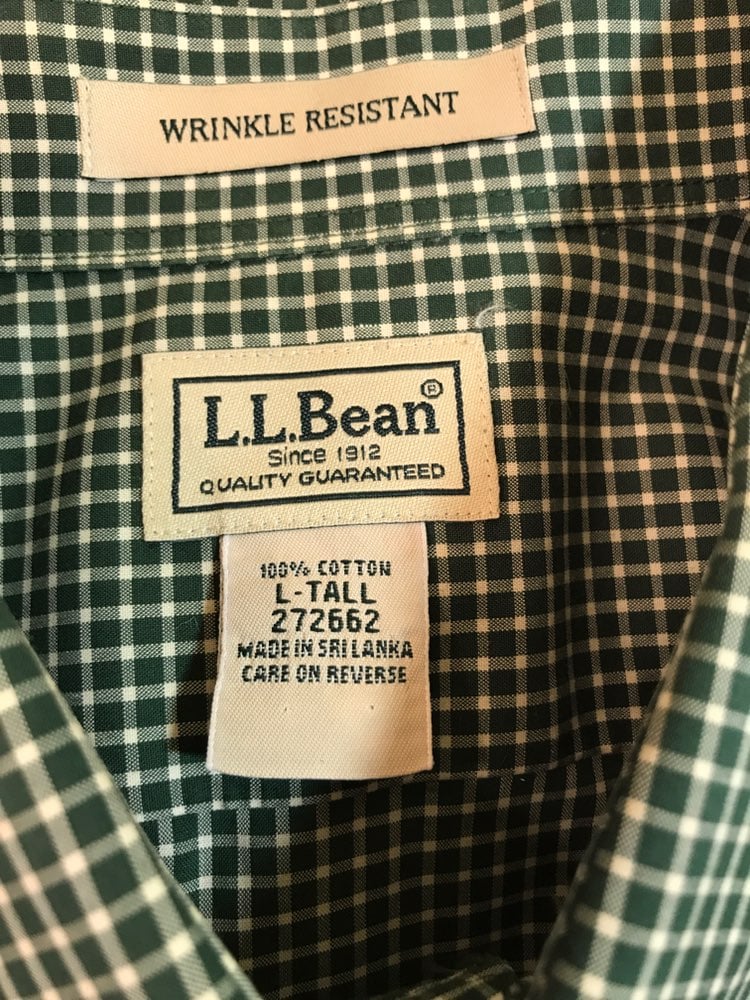 WRINKLE RESISTANT
L.L.Bean®
Since 1912
QUALITY GUARANTEED
100% COTTON
L-TALL
272662
MADE IN SRI LANKA
CARE ON REVERSE